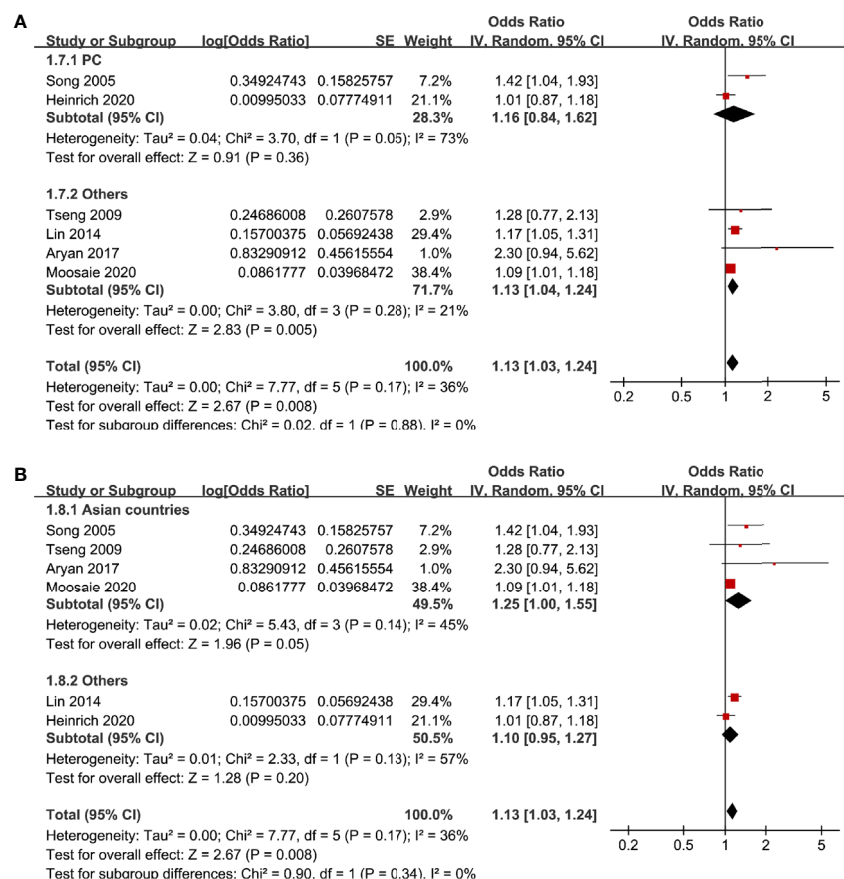 A
Odds Ratio Odds Ratio
Study or Subgroup log[Odds Ratio] SE Weight IV, Random, 95% CI IV, Random, 95% CI
1.7.1 PC
Song 2005 0.34924743 0.15825757 7.2% 1.42 [1.04, 1.93]
Heinrich 2020 0.00995033 0.07774911 21.1% 1.01 [0.87, 1.18]
Subtotal (95% CI) 28.3% 1.16 [0.84, 1.62]
Heterogeneity: Tau² = 0.04; Chi² = 3.70, df = 1 (P = 0.05); I² = 73%
Test for overall effect: Z = 0.91 (P = 0.36)
1.7.2 Others
Tseng 2009 0.24686008 0.2607578 2.9% 1.28 [0.77, 2.13]
Lin 2014 0.15700375 0.05692438 29.4% 1.17 [1.05, 1.31]
Aryan 2017 0.83290912 0.45615554 1.0% 2.30 [0.94, 5.62]
Moosaie 2020 0.0861777 0.03968472 38.4% 1.09 [1.01, 1.18]
Subtotal (95% CI) 71.7% 1.13 [1.04, 1.24]
Heterogeneity: Tau² = 0.00; Chi² = 3.80, df = 3 (P = 0.28); I² = 21%
Test for overall effect: Z = 2.83 (P = 0.005)
Total (95% CI) 100.0% 1.13 [1.03, 1.24]
Heterogeneity: Tau² = 0.00; Chi² = 7.77, df = 5 (P = 0.17); I² = 36%
Test for overall effect: Z = 2.67 (P = 0.008)
Test for subgroup differences: Chi² = 0.02, df = 1 (P = 0.88), I² = 0%
0.2 0.5 1 2 5
B
Odds Ratio Odds Ratio
Study or Subgroup log[Odds Ratio] SE Weight IV, Random, 95% CI IV, Random, 95% CI
1.8.1 Asian countries
Song 2005 0.34924743 0.15825757 7.2% 1.42 [1.04, 1.93]
Tseng 2009 0.24686008 0.2607578 2.9% 1.28 [0.77, 2.13]
Aryan 2017 0.83290912 0.45615554 1.0% 2.30 [0.94, 5.62]
Moosaie 2020 0.0861777 0.03968472 38.4% 1.09 [1.01, 1.18]
Subtotal (95% CI) 49.5% 1.25 [1.00, 1.55]
Heterogeneity: Tau² = 0.02; Chi² = 5.43, df = 3 (P = 0.14); I² = 45%
Test for overall effect: Z = 1.96 (P = 0.05)
1.8.2 Others
Lin 2014 0.15700375 0.05692438 29.4% 1.17 [1.05, 1.31]
Heinrich 2020 0.00995033 0.07774911 21.1% 1.01 [0.87, 1.18]
Subtotal (95% CI) 50.5% 1.10 [0.95, 1.27]
Heterogeneity: Tau² = 0.01; Chi² = 2.33, df = 1 (P = 0.13); I² = 57%
Test for overall effect: Z = 1.28 (P = 0.20)
Total (95% CI) 100.0% 1.13 [1.03, 1.24]
Heterogeneity: Tau² = 0.00; Chi² = 7.77, df = 5 (P = 0.17); I² = 36%
Test for overall effect: Z = 2.67 (P = 0.008)
Test for subgroup differences: Chi² = 0.90, df = 1 (P = 0.34), I² = 0%
0.2 0.5 1 2 5